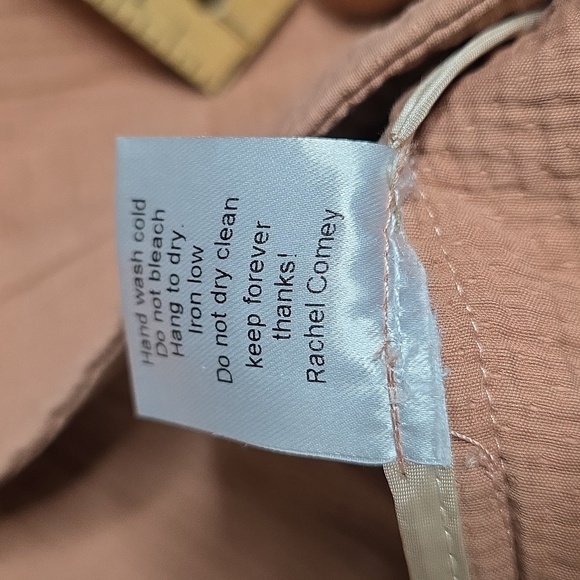 Hand wash cold
Do not bleach
Hang to dry.
Iron low
Do not dry clean
keep forever
thanks!
Rachel Comey